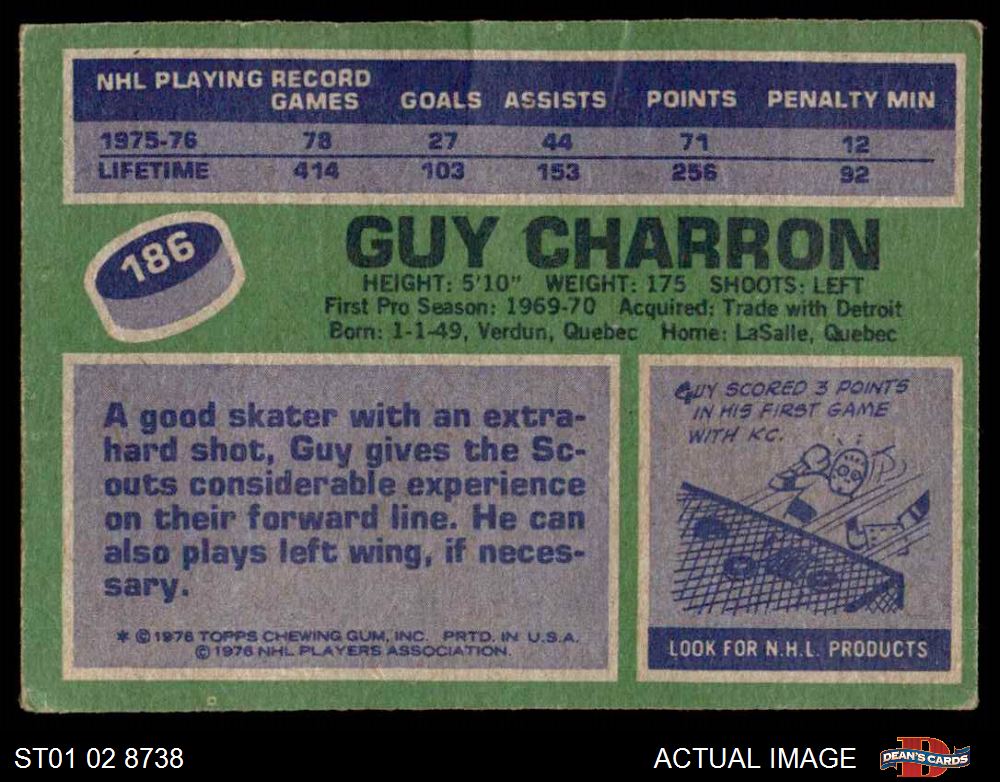 NHL PLAYING RECORD
GAMES GOALS ASSISTS POINTS PENALTY MIN
1975-76 78 27 44 71 12
LIFETIME 414 103 153 256 92
186
GUY CHARRON
HEIGHT: 5'10" WEIGHT: 175 SHOOTS: LEFT
First Pro Season: 1969-70 Acquired: Trade with Detroit
Born: 1-1-49, Verdun, Quebec Home: LaSalle, Quebec
A good skater with an extra-
hard shot, Guy gives the Sc-
outs considerable experience
on their forward line. He can
also plays left wing, if neces-
sary.
* © 1976 TOPPS CHEWING GUM, INC. PRTD. IN U.S.A.
© 1976 NHL PLAYERS ASSOCIATION.
GUY SCORED 3 POINTS
IN HIS FIRST GAME
WITH KC.
LOOK FOR N.H.L. PRODUCTS
ST01 02 8738
ACTUAL IMAGE
DEAN'S CARDS